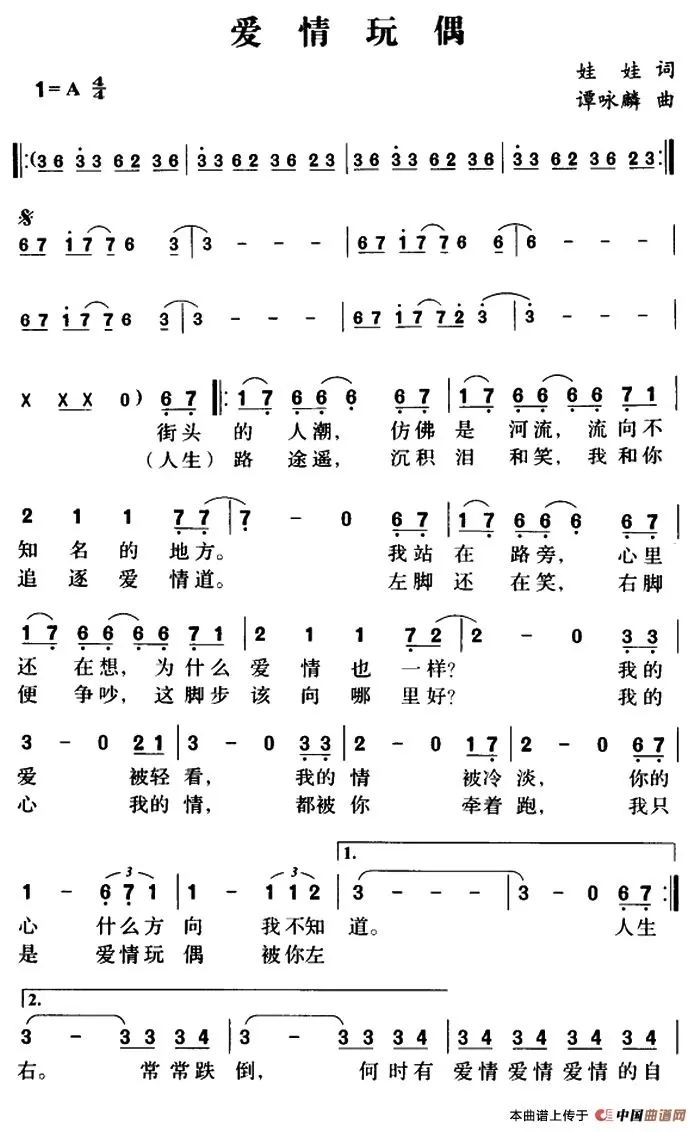 爱情玩偶
娃娃 词
1=A 4/4
谭咏麟 曲
‖:(36 33 62 36 | 33 62 36 23 | 36 33 62 36 | 33 62 36 23:‖
67 1776 3 | 3 - - - | 67 1776 6 | 6 - - -
67 1776 3 | 3 - - - | 67 17723 | 3 - - -
X X X 0) 67 ‖: 17 66 6 67 | 17 66 66 71
街头 的 人潮, 仿佛 是 河流, 流向不
(人生) 路 途遥, 沉积 泪 和笑, 我和你
2 1 1 77 | 7 - 0 67 | 17 66 6 67
知 名 的 地方。 我站 在 路旁, 心里
追 逐 爱 情道。 左脚 还 在笑, 右脚
17 66 66 71 | 2 1 1 72 | 2 - 0 33
还 在想, 为什么 爱 情 也 一样? 我的
便 争吵, 这脚步 该 向 哪 里好? 我的
3 - 0 21 | 3 - 0 33 | 2 - 0 17 | 2 - 0 67
爱 被轻 看, 我的 情 被冷 淡, 你的
心 我的 情, 都被 你 牵着 跑, 我只
1.
1 - 671 | 1 - 112 | 3 - - - | 3 - 0 67 :‖
心 什么方 向 我不知 道。 人生
是 爱情玩 偶 被你左
2.
3 - 33 34 | 3 - 33 34 | 33 34 33 34
右。 常常跌 倒, 何时有 爱情爱情爱情的自
本曲谱上传于 中国曲谱网